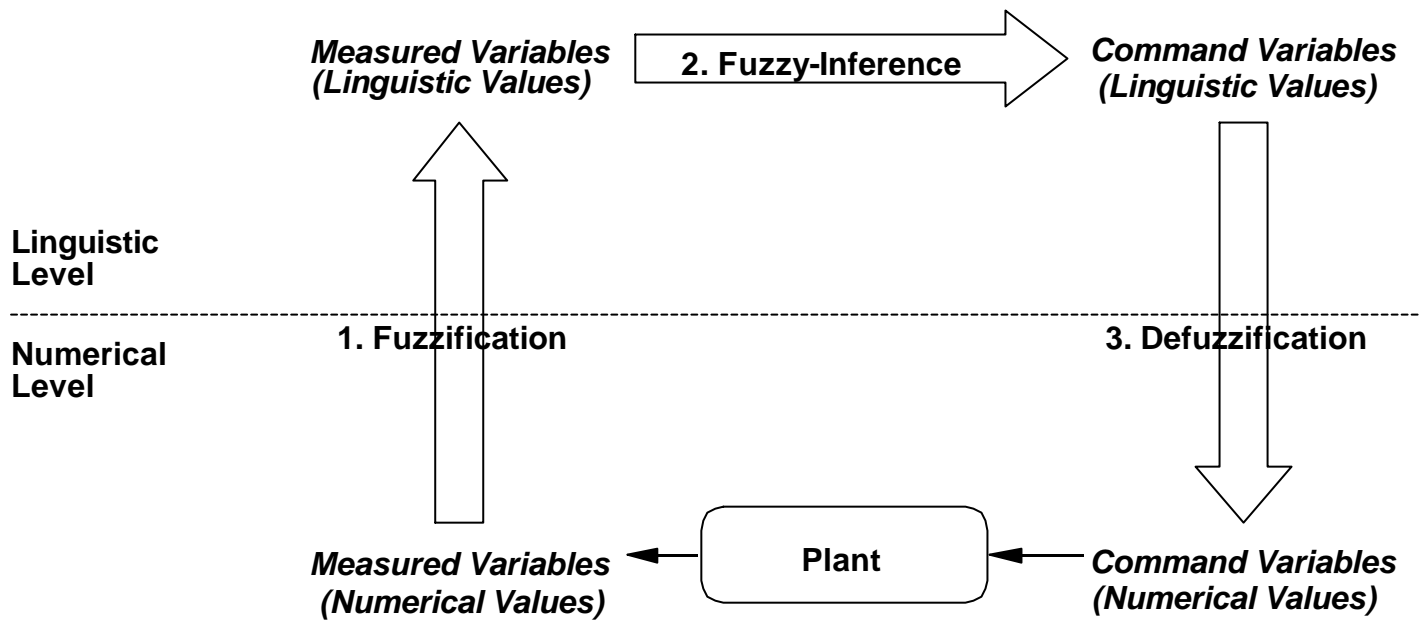 Measured Variables
(Linguistic Values)
2. Fuzzy-Inference
Command Variables
(Linguistic Values)
Linguistic
Level
1. Fuzzification
3. Defuzzification
Numerical
Level
Measured Variables
(Numerical Values)
Plant
Command Variables
(Numerical Values)